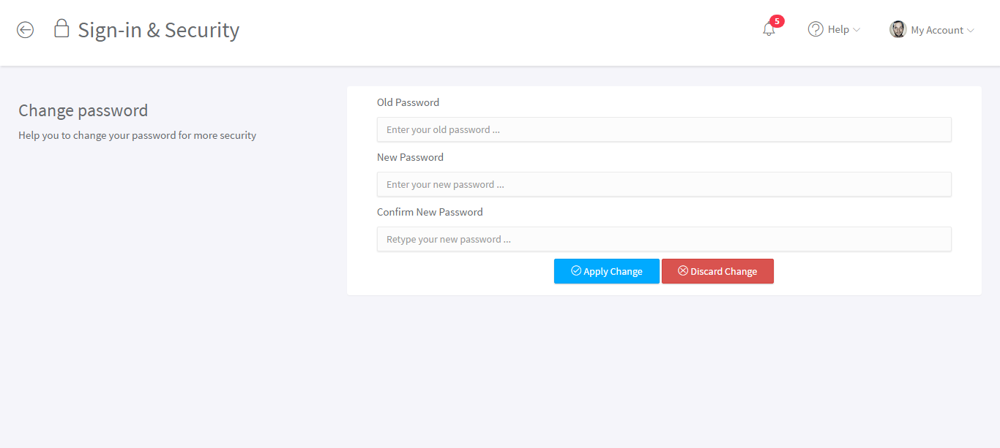 Sign-in & Security
5
Help
My Account
Change password
Help you to change your password for more security
Old Password
Enter your old password ...
New Password
Enter your new password ...
Confirm New Password
Retype your new password ...
Apply Change
Discard Change